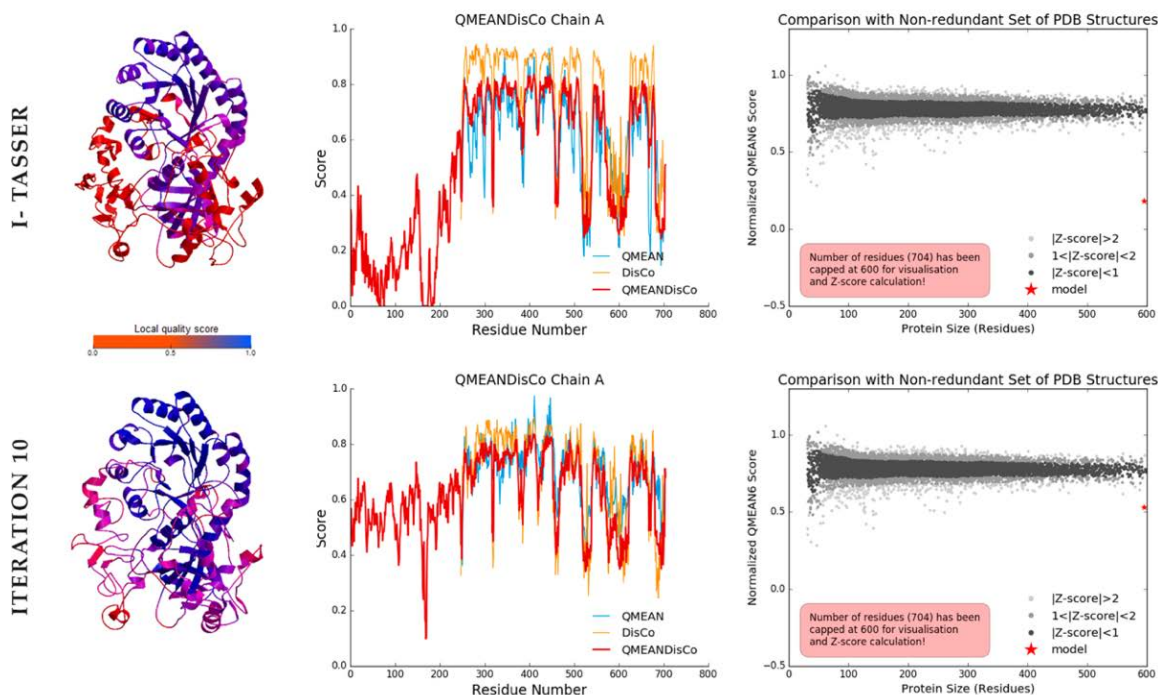 I- TASSER
QMEANDisCo Chain A
Score
1.0
0.8
0.6
0.4
0.2
0.0
0 100 200 300 400 500 600 700 800
Residue Number
QMEAN
DisCo
QMEANDisCo
Comparison with Non-redundant Set of PDB Structures
Normalized QMEAN6 Score
1.0
0.5
0.0
−0.5
0 100 200 300 400 500 600
Protein Size (Residues)
Number of residues (704) has been
capped at 600 for visualisation
and Z-score calculation!
|Z-score|>2
1<|Z-score|<2
|Z-score|<1
model
Local quality score
0.0 0.5 1.0
ITERATION 10
QMEANDisCo Chain A
Score
1.0
0.8
0.6
0.4
0.2
0.0
0 100 200 300 400 500 600 700 800
Residue Number
QMEAN
DisCo
QMEANDisCo
Comparison with Non-redundant Set of PDB Structures
Normalized QMEAN6 Score
1.0
0.5
0.0
−0.5
0 100 200 300 400 500 600
Protein Size (Residues)
Number of residues (704) has been
capped at 600 for visualisation
and Z-score calculation!
|Z-score|>2
1<|Z-score|<2
|Z-score|<1
model